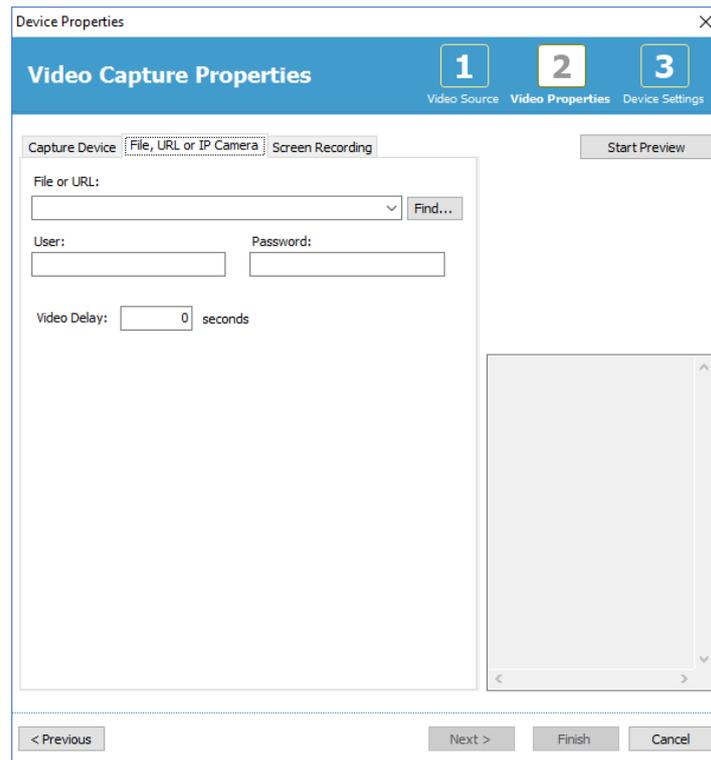 Device Properties
Video Capture Properties
1 2 3
Video Source Video Properties Device Settings
Capture Device File, URL or IP Camera Screen Recording
Start Preview
File or URL:
Find...
User: Password:
Video Delay: 0 seconds
< Previous Next > Finish Cancel